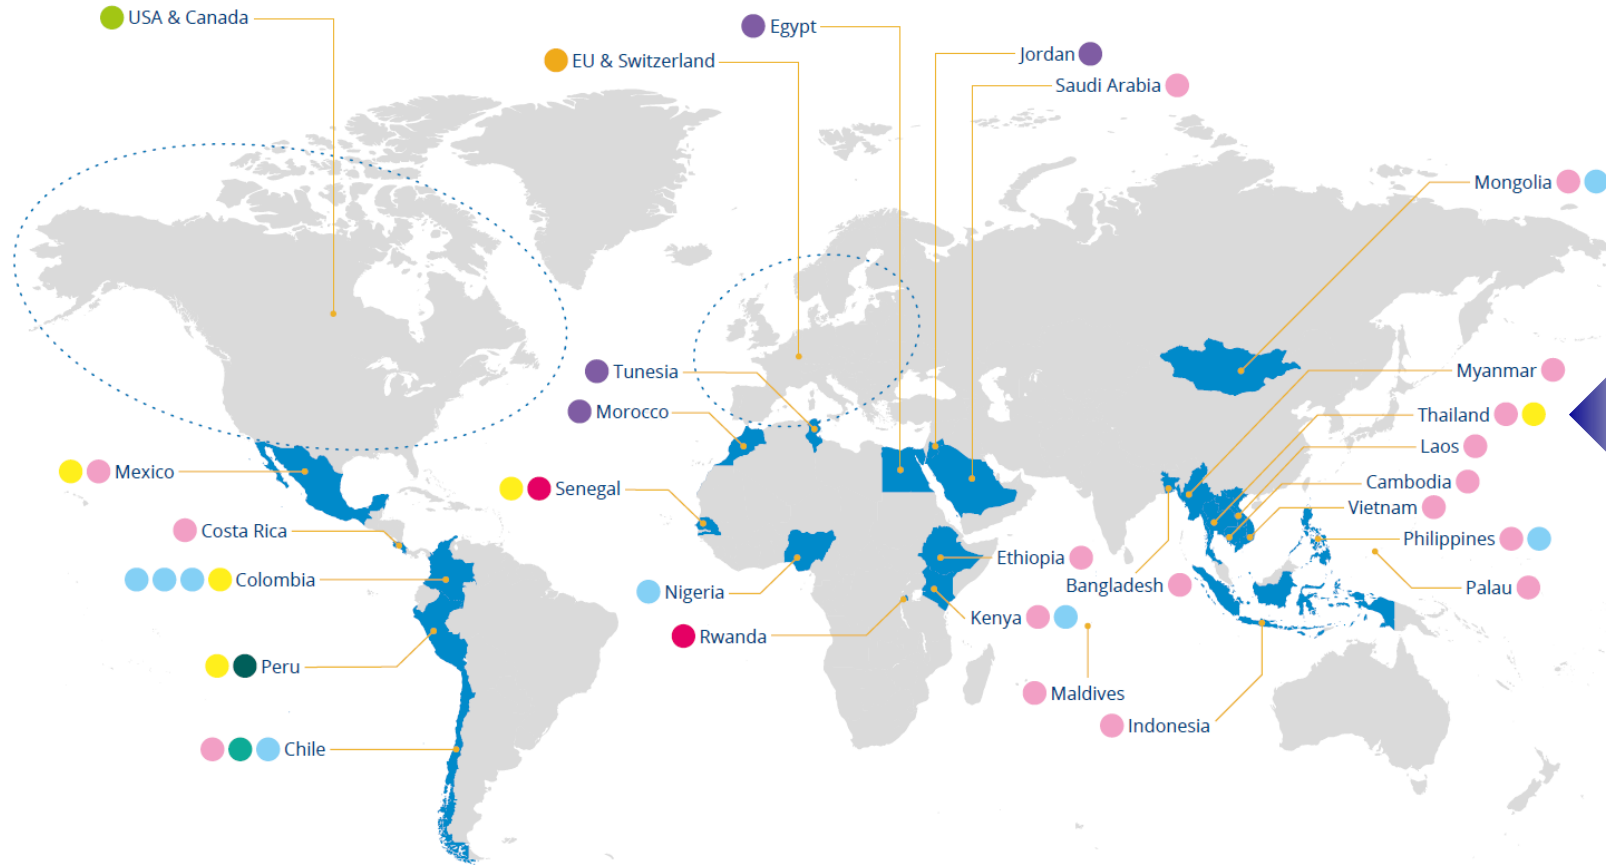 USA & Canada
Egypt
EU & Switzerland
Jordan
Saudi Arabia
Mongolia
Tunesia
Morocco
Myanmar
Thailand
Laos
Cambodia
Vietnam
Philippines
Palau
Mexico
Senegal
Costa Rica
Colombia
Nigeria
Ethiopia
Bangladesh
Kenya
Rwanda
Peru
Maldives
Indonesia
Chile